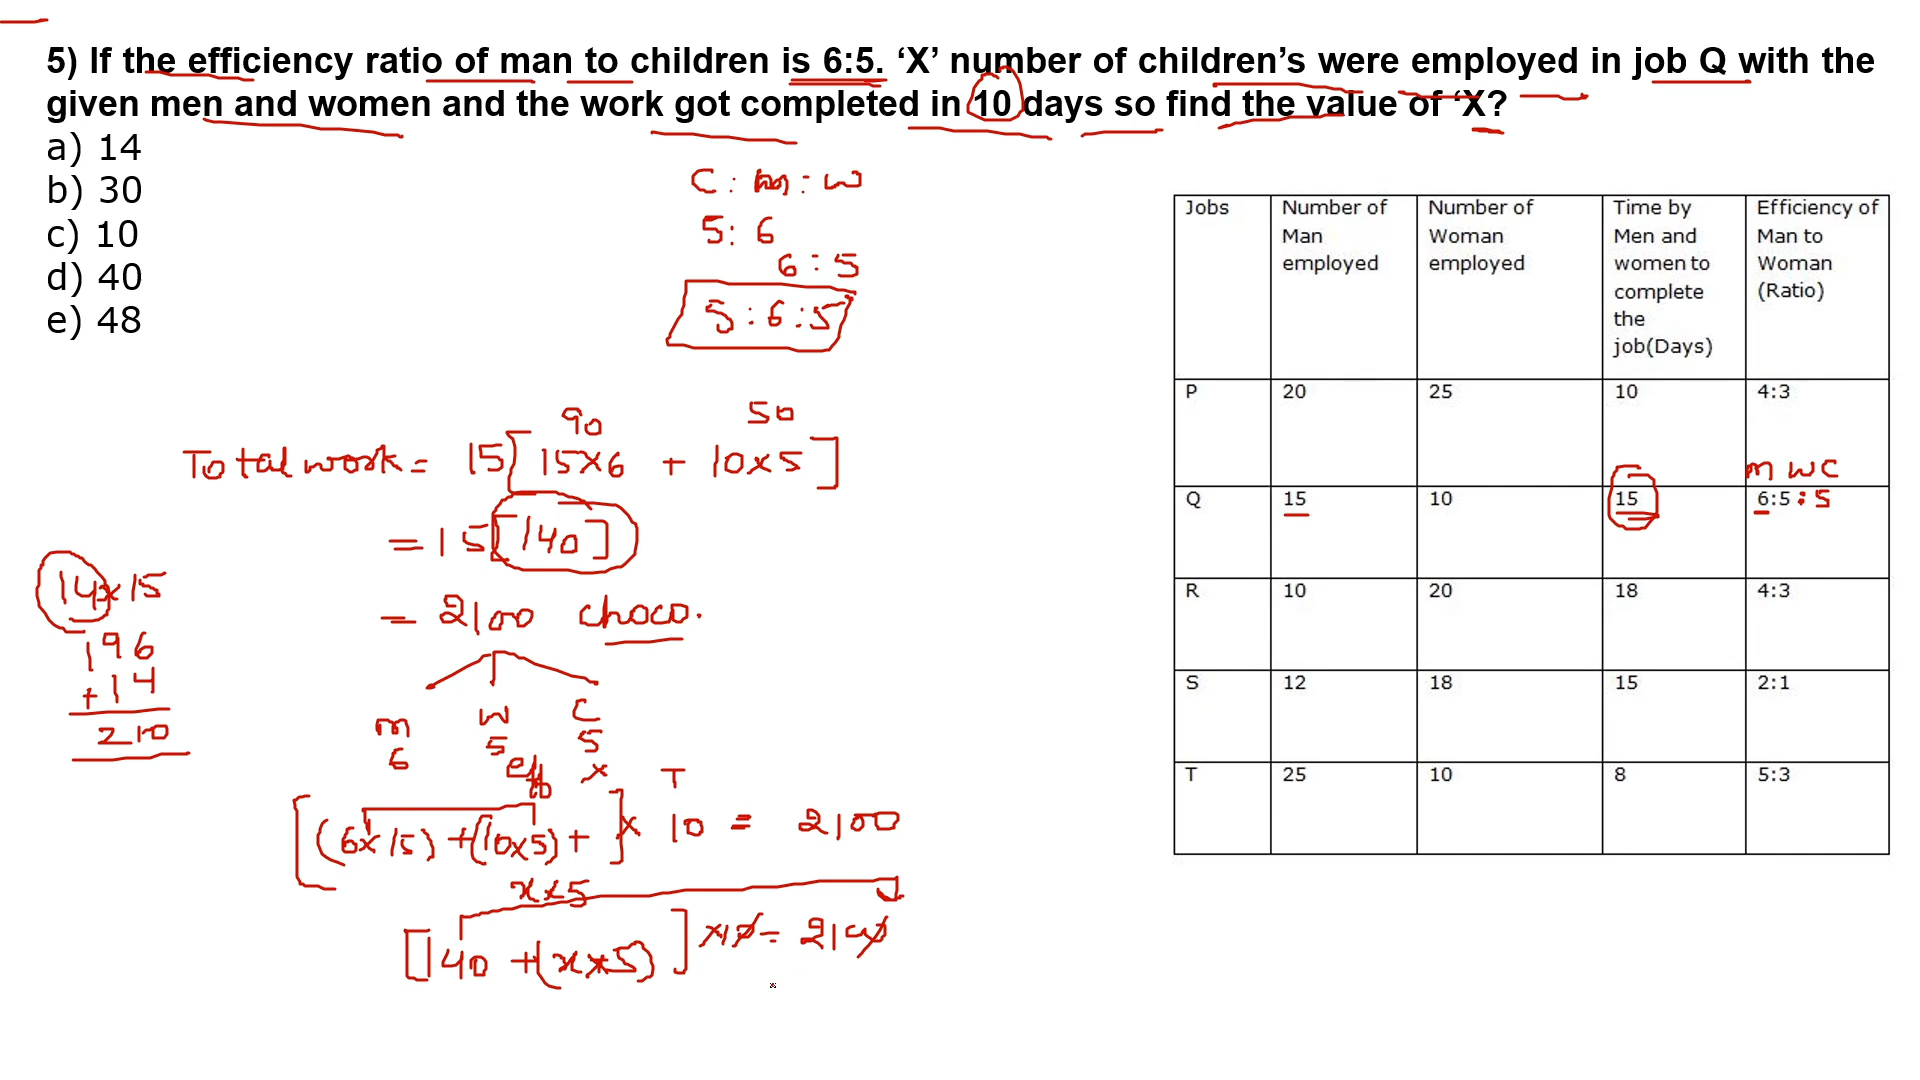 5) If the efficiency ratio of man to children is 6:5. ‘X’ number of children’s were employed in job Q with the
given men and women and the work got completed in 10 days so find the value of ‘X?
a) 14
b) 30
c) 10
d) 40
e) 48
C : m : w
5 : 6
6 : 5
5 : 6 : 5
Jobs
Number of Man employed
Number of Woman employed
Time by Men and women to complete the job(Days)
Efficiency of Man to Woman (Ratio)
P 20 25 10 4:3
M W C
Q 15 10 15 6:5 : 5
R 10 20 18 4:3
S 12 18 15 2:1
T 25 10 8 5:3
90 50
Total work = 15[15×6 + 10×5]
= 15[140]
= 2100 choco.
14×15
196
+14
210
m w C
6 5 5
eff x T
[(6×15) + (10×5) + ] × 10 = 2100
x×5
[140 + (x×5)] ×10 = 2100